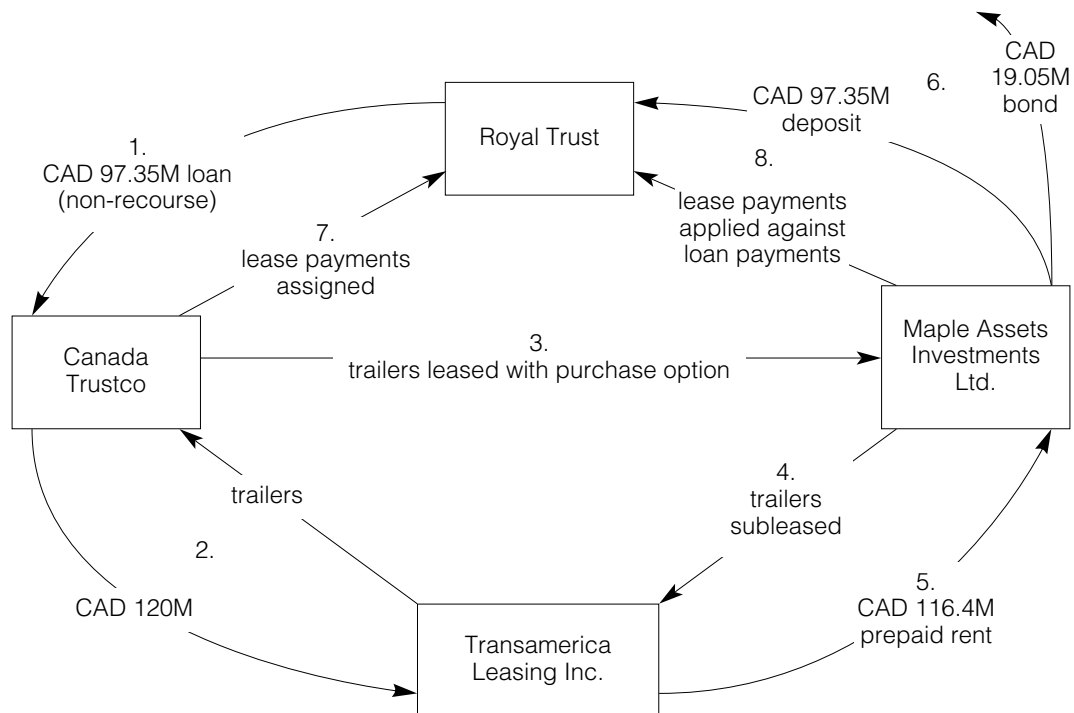 CAD
19.05M
bond
6.
CAD 97.35M
deposit
Royal Trust
1.
CAD 97.35M loan
(non-recourse)
8.
lease payments
applied against
loan payments
7.
lease payments
assigned
Canada
Trustco
3.
trailers leased with purchase option
Maple Assets
Investments
Ltd.
trailers
4.
trailers
subleased
2.
CAD 120M
5.
CAD 116.4M
prepaid rent
Transamerica
Leasing Inc.